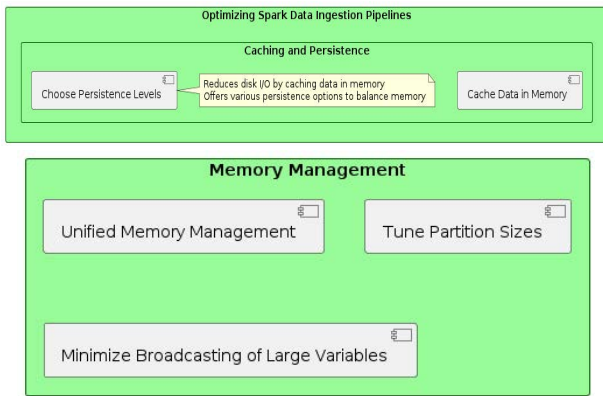 Optimizing Spark Data Ingestion Pipelines
Caching and Persistence
Choose Persistence Levels
Reduces disk I/O by caching data in memory
Offers various persistence options to balance memory
Cache Data in Memory
Memory Management
Unified Memory Management
Tune Partition Sizes
Minimize Broadcasting of Large Variables